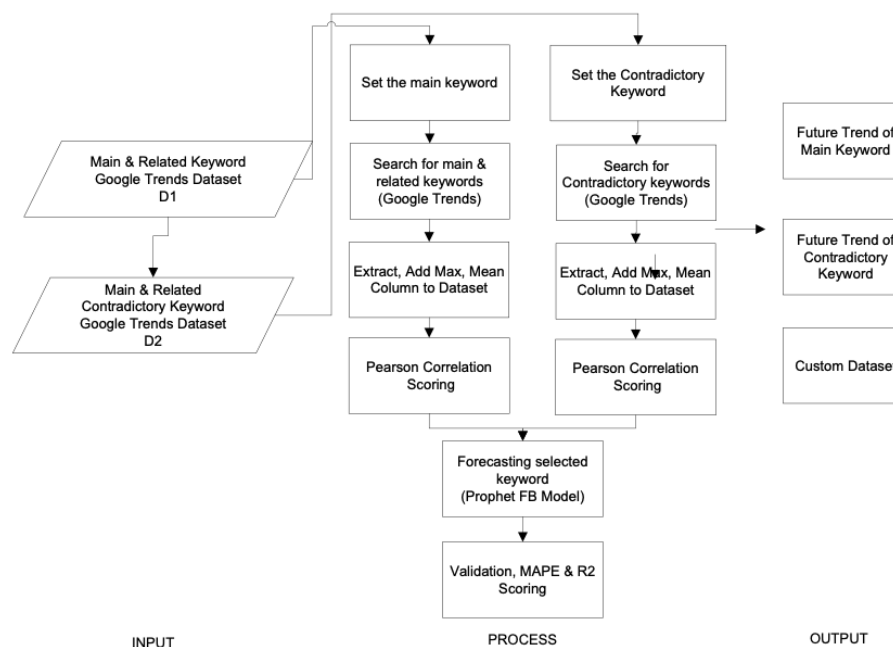 Main & Related Keyword
Google Trends Dataset
D1
Main & Related
Contradictory Keyword
Google Trends Dataset
D2
Set the main keyword
Search for main &
related keywords
(Google Trends)
Extract, Add Max, Mean
Column to Dataset
Pearson Correlation
Scoring
Set the Contradictory
Keyword
Search for
Contradictory keywords
(Google Trends)
Extract, Add Max, Mean
Column to Dataset
Pearson Correlation
Scoring
Forecasting selected
keyword
(Prophet FB Model)
Validation, MAPE & R2
Scoring
Future Trend of
Main Keyword
Future Trend of
Contradictory
Keyword
Custom Dataset
INPUT
PROCESS
OUTPUT